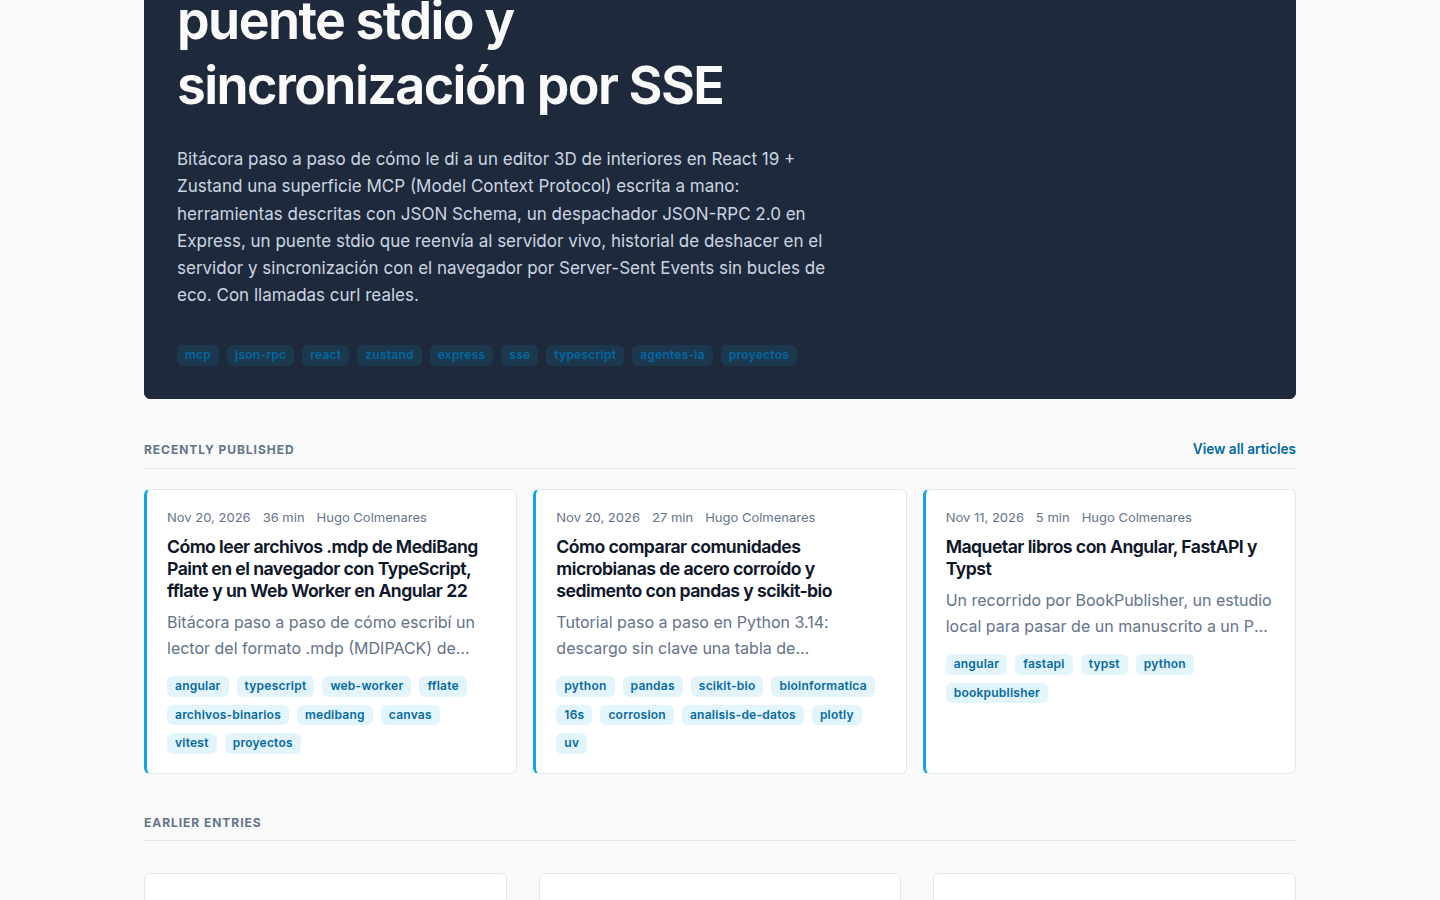 puente stdio y
sincronización por SSE
Bitácora paso a paso de cómo le di a un editor 3D de interiores en React 19 +
Zustand una superficie MCP (Model Context Protocol) escrita a mano:
herramientas descritas con JSON Schema, un despachador JSON-RPC 2.0 en
Express, un puente stdio que reenvía al servidor vivo, historial de deshacer en el
servidor y sincronización con el navegador por Server-Sent Events sin bucles de
eco. Con llamadas curl reales.
mcp json-rpc react zustand express sse typescript agentes-ia proyectos
RECENTLY PUBLISHED View all articles
Nov 20, 2026 36 min Hugo Colmenares
Cómo leer archivos .mdp de MediBang
Paint en el navegador con TypeScript,
fflate y un Web Worker en Angular 22
Bitácora paso a paso de cómo escribí un
lector del formato .mdp (MDIPACK) de...
angular typescript web-worker fflate
archivos-binarios medibang canvas
vitest proyectos
Nov 20, 2026 27 min Hugo Colmenares
Cómo comparar comunidades
microbianas de acero corroído y
sedimento con pandas y scikit-bio
Tutorial paso a paso en Python 3.14:
descargo sin clave una tabla de...
python pandas scikit-bio bioinformatica
16s corrosion analisis-de-datos plotly
uv
Nov 11, 2026 5 min Hugo Colmenares
Maquetar libros con Angular, FastAPI y
Typst
Un recorrido por BookPublisher, un estudio
local para pasar de un manuscrito a un P...
angular fastapi typst python
bookpublisher
EARLIER ENTRIES